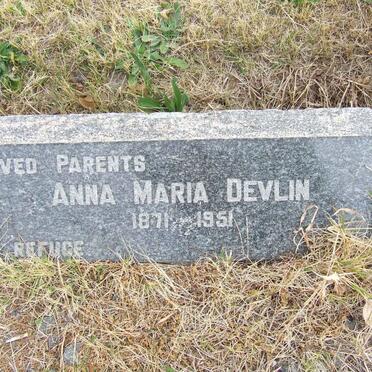 VED PARENTS
ANNA MARIA DEVLIN
1871 - 1951
REFUGE